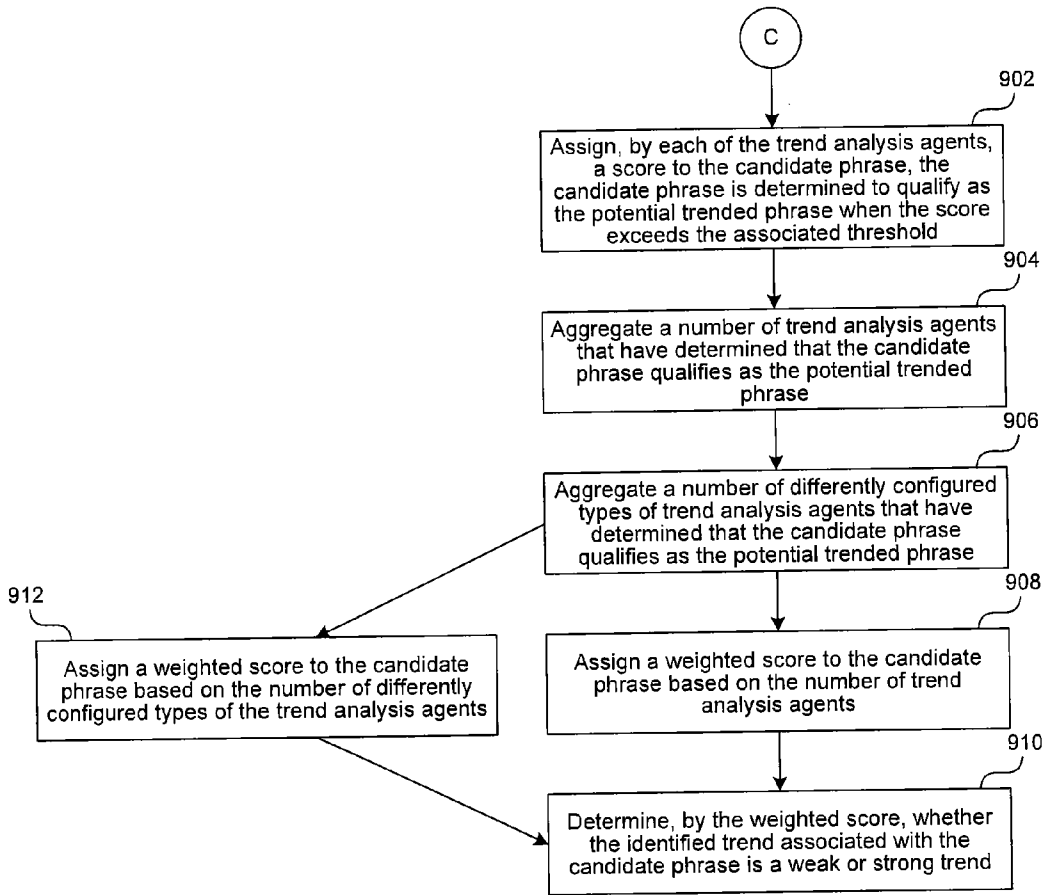 C
902
Assign, by each of the trend analysis agents,
a score to the candidate phrase, the
candidate phrase is determined to qualify as
the potential trended phrase when the score
exceeds the associated threshold
904
Aggregate a number of trend analysis agents
that have determined that the candidate
phrase qualifies as the potential trended
phrase
906
Aggregate a number of differently configured
types of trend analysis agents that have
determined that the candidate phrase
qualifies as the potential trended phrase
912
Assign a weighted score to the candidate
phrase based on the number of differently
configured types of the trend analysis agents
908
Assign a weighted score to the candidate
phrase based on the number of trend
analysis agents
910
Determine, by the weighted score, whether
the identified trend associated with the
candidate phrase is a weak or strong trend